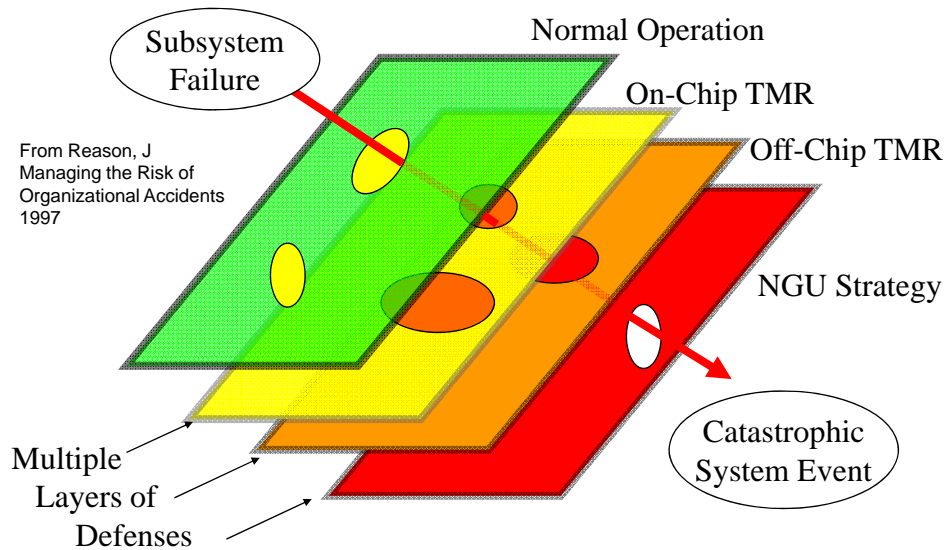 Subsystem
Failure
Normal Operation
On-Chip TMR
Off-Chip TMR
From Reason, J
Managing the Risk of
Organizational Accidents
1997
NGU Strategy
Multiple
Layers of
Defenses
Catastrophic
System Event